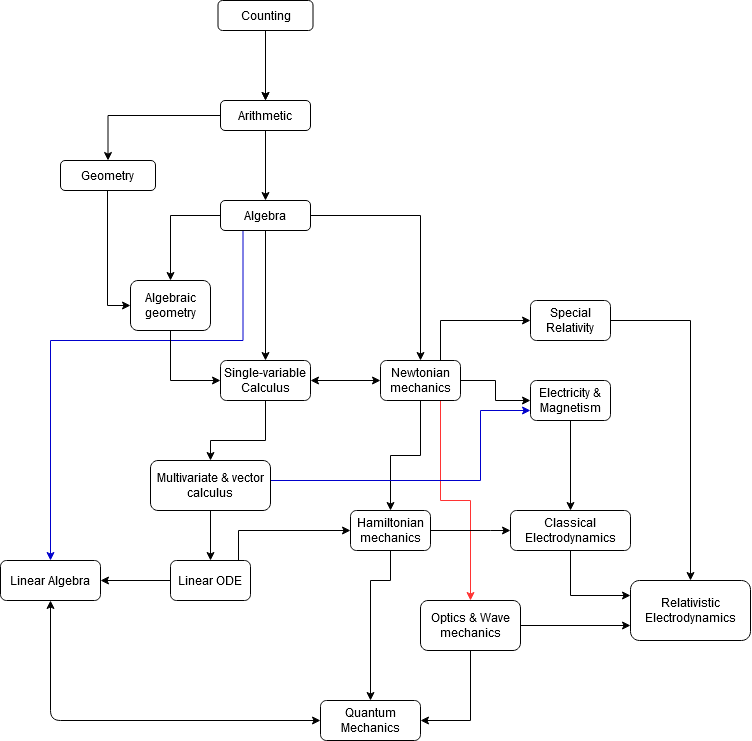 Counting
Arithmetic
Geometry
Algebra
Algebraic
geometry
Special
Relativity
Single-variable
Calculus
Newtonian
mechanics
Electricity &
Magnetism
Multivariate & vector
calculus
Hamiltonian
mechanics
Classical
Electrodynamics
Linear Algebra
Linear ODE
Optics & Wave
mechanics
Relativistic
Electrodynamics
Quantum
Mechanics